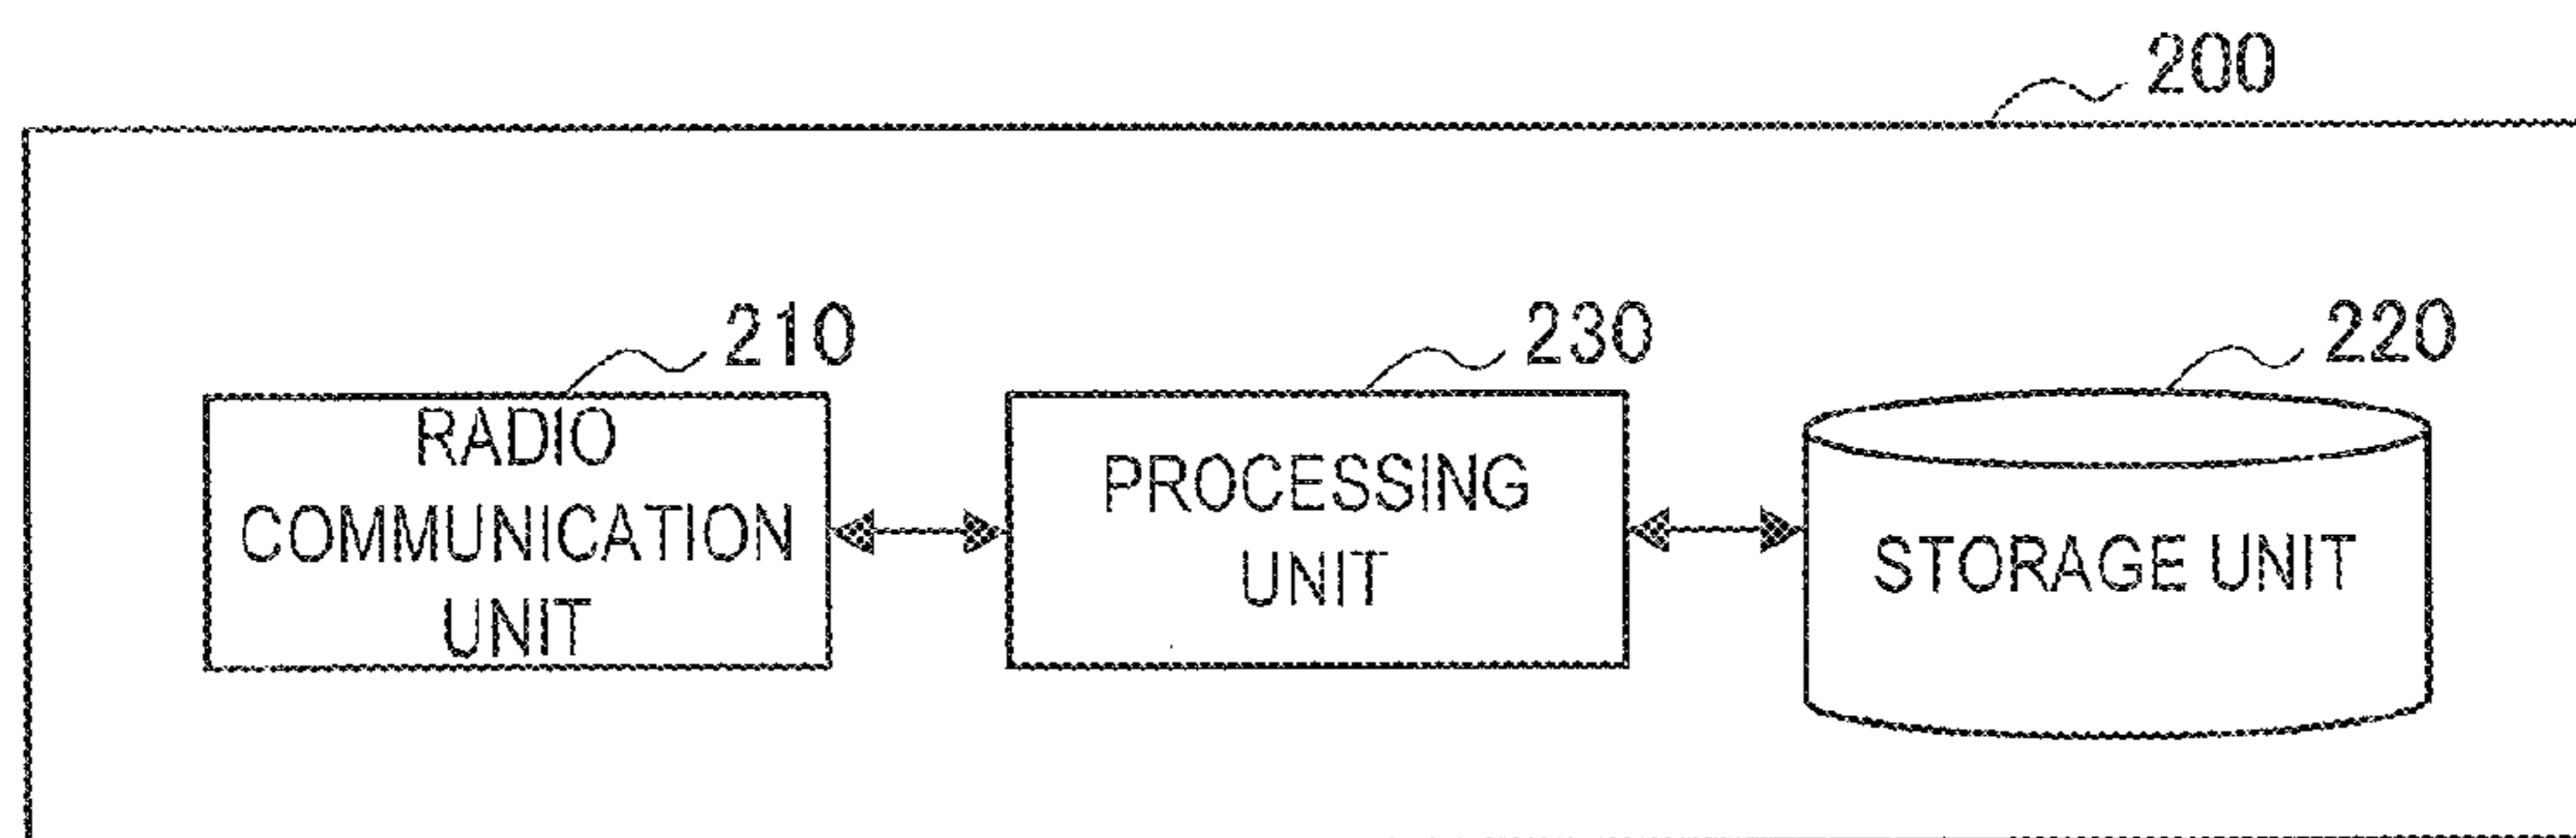 200
210
230
220
RADIO
COMMUNICATION
UNIT
PROCESSING
UNIT
STORAGE UNIT